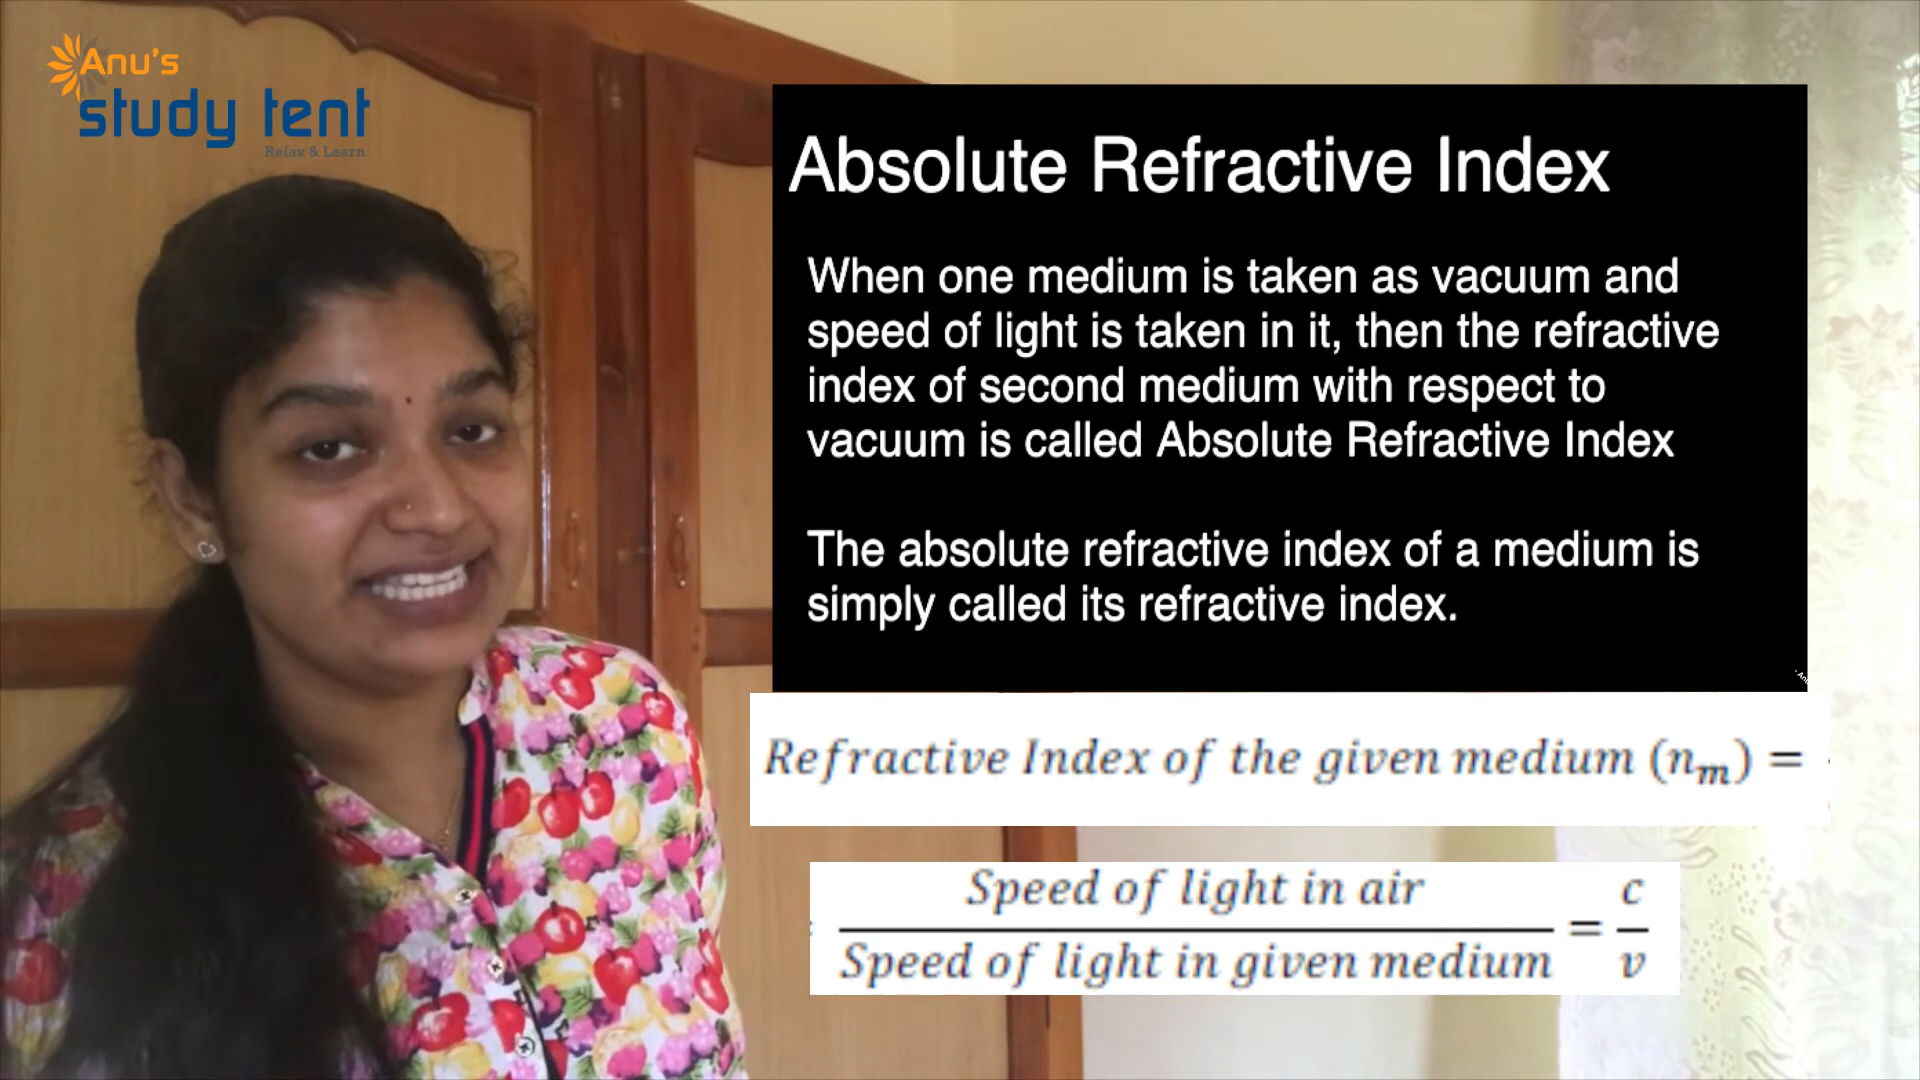 Anu's
study tent
Relax & Learn
Absolute Refractive Index
When one medium is taken as vacuum and
speed of light is taken in it, then the refractive
index of second medium with respect to
vacuum is called Absolute Refractive Index
The absolute refractive index of a medium is
simply called its refractive index.
Refractive Index of the given medium (nₘ) =
Speed of light in air
Speed of light in given medium
= c/v